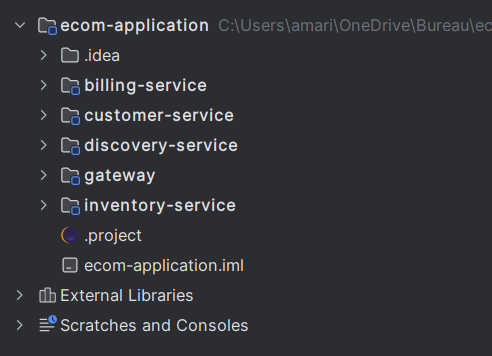 ecom-application C:\Users\amari\OneDrive\Bureau\ec
.idea
billing-service
customer-service
discovery-service
gateway
inventory-service
.project
ecom-application.iml
External Libraries
Scratches and Consoles